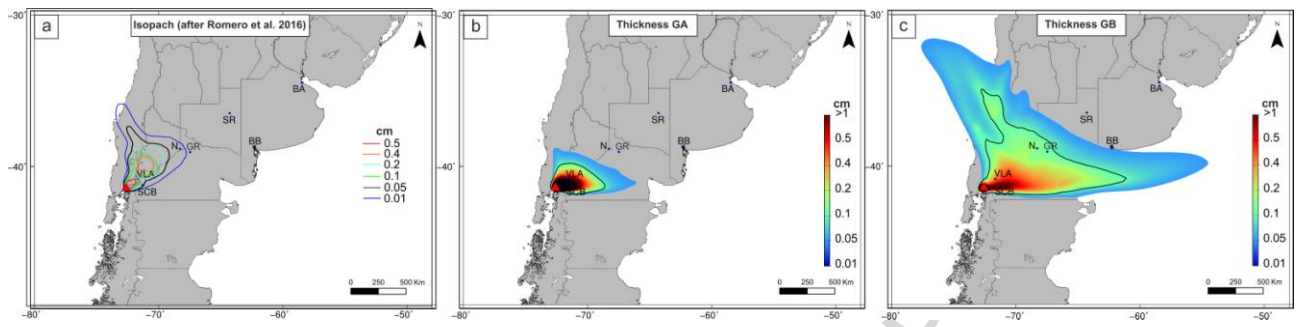 a
Isopach (after Romero et al. 2016)
N
BA
SR
N. GR
BB
VLA
SCB
cm
0.5
0.4
0.2
0.1
0.05
0.01
0 250 500 Km
−30˚
−40˚
−80˚ −70˚ −60˚ −50˚
b
Thickness GA
N
BA
SR
N. GR
BB
VLA
SCB
cm
>1
0.5
0.4
0.2
0.1
0.05
0.01
0 250 500 Km
−30˚
−40˚
−80˚ −70˚ −60˚ −50˚
c
Thickness GB
N
BA
SR
N. GR
BB
VLA
SCB
cm
>1
0.5
0.4
0.2
0.1
0.05
0.01
0 250 500 Km
−30˚
−40˚
−80˚ −70˚ −60˚ −50˚